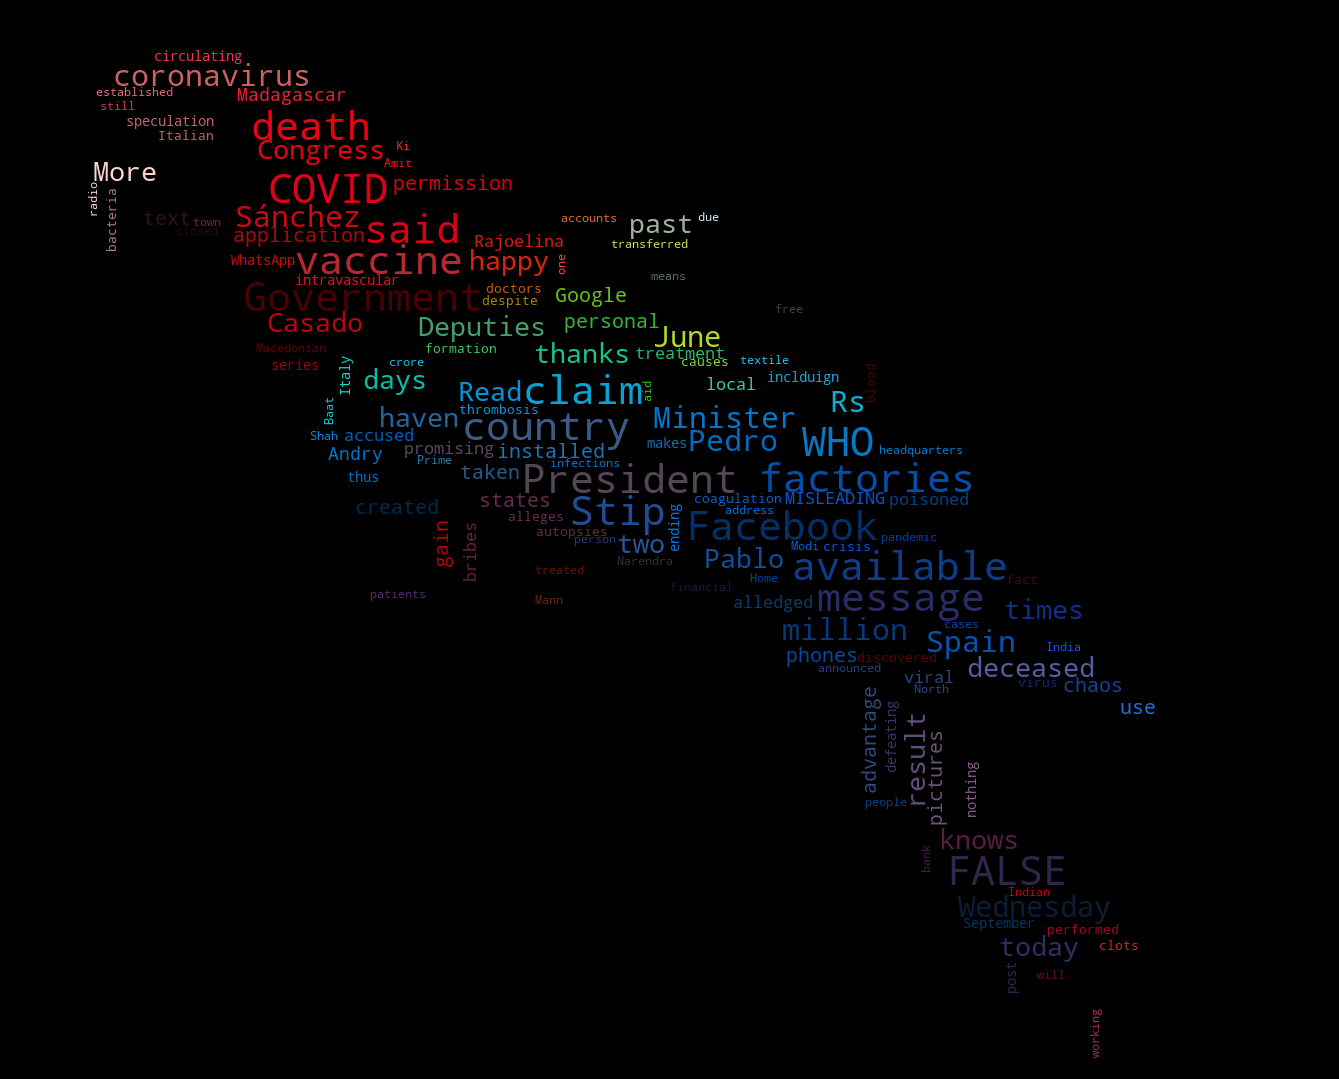 circulating
coronavirus
established
Madagascar
still
speculation
death
Italian
Congress
Ki
Amit
More
COVID
permission
radio
bacteria
text
town
closed
Sánchez
said
accounts
past
due
application
Rajoelina
transferred
WhatsApp
vaccine
happy
one
intravascular
means
Government
doctors
despite
Google
free
Casado
Deputies
personal
June
Macedonian
formation
thanks
treatment
series
Italy
crore
causes
textile
days
Read
claim
aid
local
inclduign
blood
Rs
Baat
haven
thrombosis
Minister
Shah
accused
country
makes
Pedro
WHO
headquarters
Andry
promising
installed
Prime
infections
thus
taken
President
factories
created
states
Stip
coagulation
MISLEADING
poisoned
alleges
address
gain
bribes
autopsies
person
two
ending
Facebook
pandemic
Narendra
Pablo
Modi
crisis
treated
Home
available
fact
patients
Mann
financial
alledged
message
times
million
cases
Spain
India
phones
discovered
announced
deceased
viral
North
virus
chaos
use
advantage
defeating
result
pictures
nothing
people
knows
bank
FALSE
Indian
Wednesday
September
performed
today
clots
post
will
working